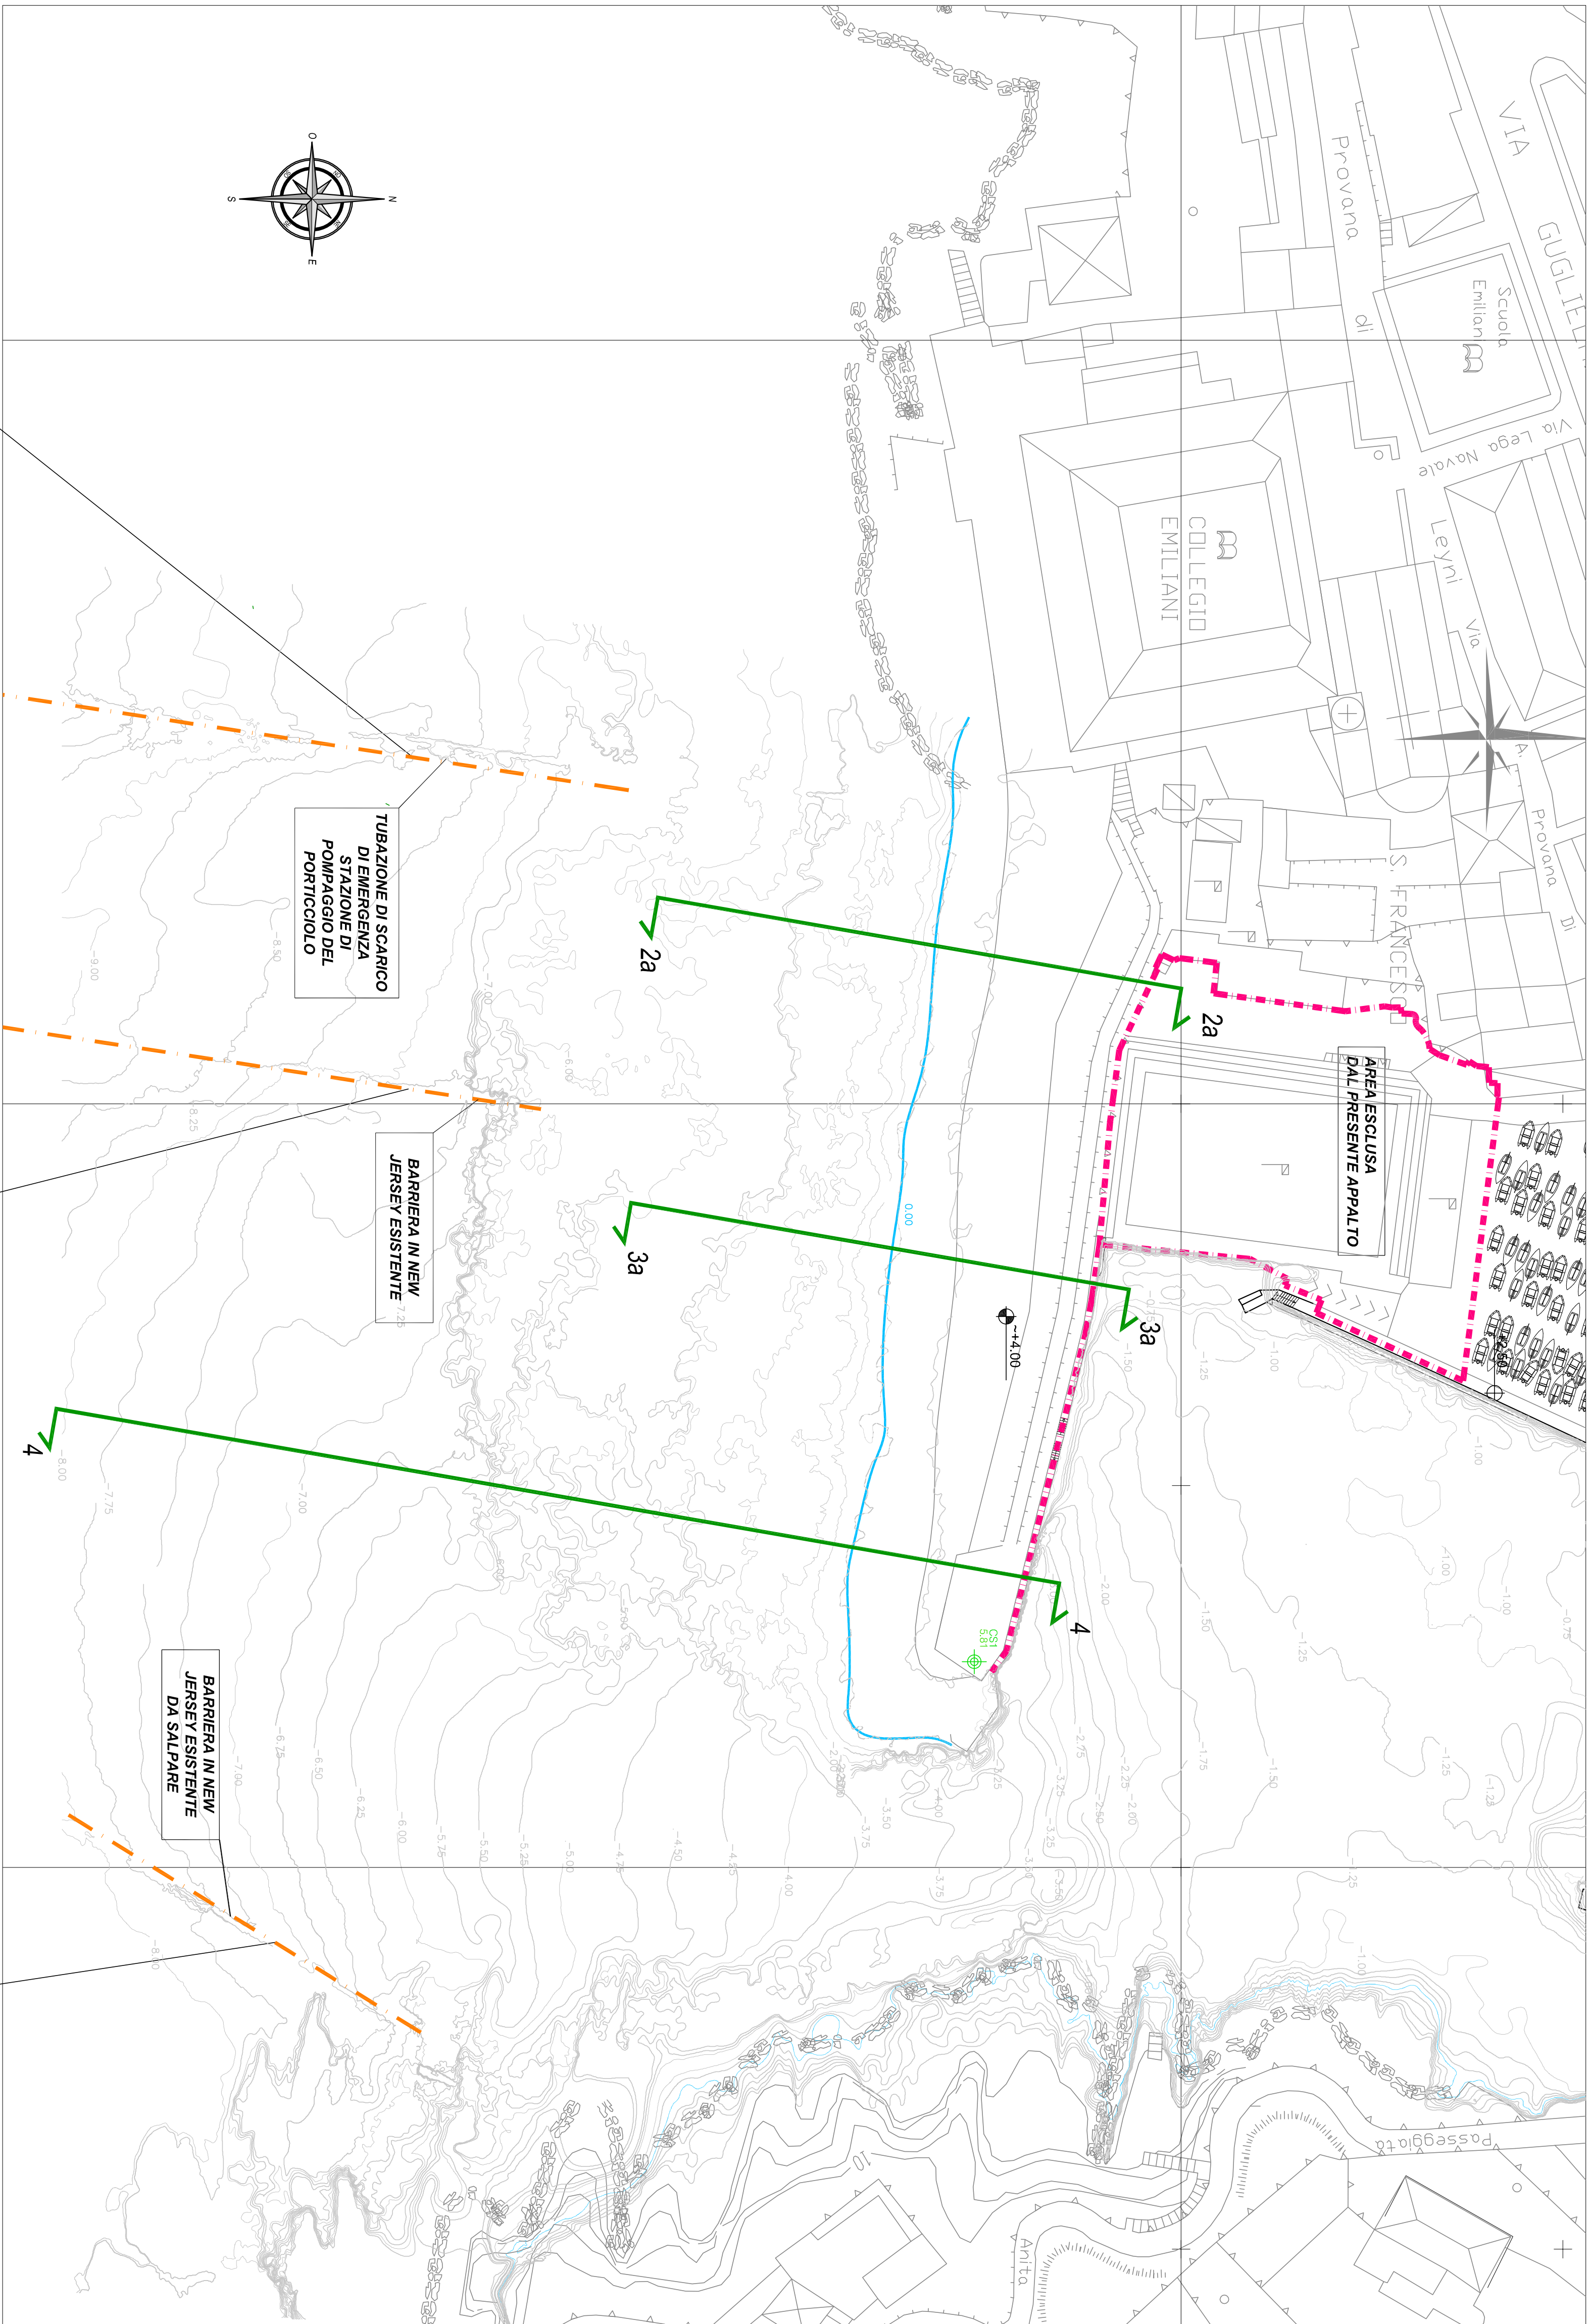 VIA
GUGLIEL
Provana
di
Leyni
Scuola
Emiliani
Via Lega Navale
Via
A.
Provana
Di
COLLEGIO
EMILIANI
S. FRANCESCO
AREA ESCLUSA
DAL PRESENTE APPALTO
2a
2a
3a
3a
4
4
0.00
~+4.00
CS1
5.81
TUBAZIONE DI SCARICO
DI EMERGENZA
STAZIONE DI
POMPAGGIO DEL
PORTICCIOLO
BARRIERA IN NEW
JERSEY ESISTENTE
BARRIERA IN NEW
JERSEY ESISTENTE
DA SALPARE
N
S
O
E
Passeggiata
Anita
10
-0.75
-1.00
-1.00
-1.00
-1.00
-1.00
-1.25
-1.25
-1.25
-1.25
-1.25
-1.50
-1.50
-1.50
-1.75
-2.00
-2.00
-2.25
-2.50
-2.75
-3.25
-3.25
-3.50
-3.50
-3.75
-3.75
-4.00
-4.00
-4.50
-5.00
-5.00
-5.25
-5.50
-5.75
-6.00
-6.00
-6.25
-6.50
-6.75
-7.00
-7.00
-7.00
-7.25
-7.75
-8.00
-8.00
-8.25
-8.50
-9.00